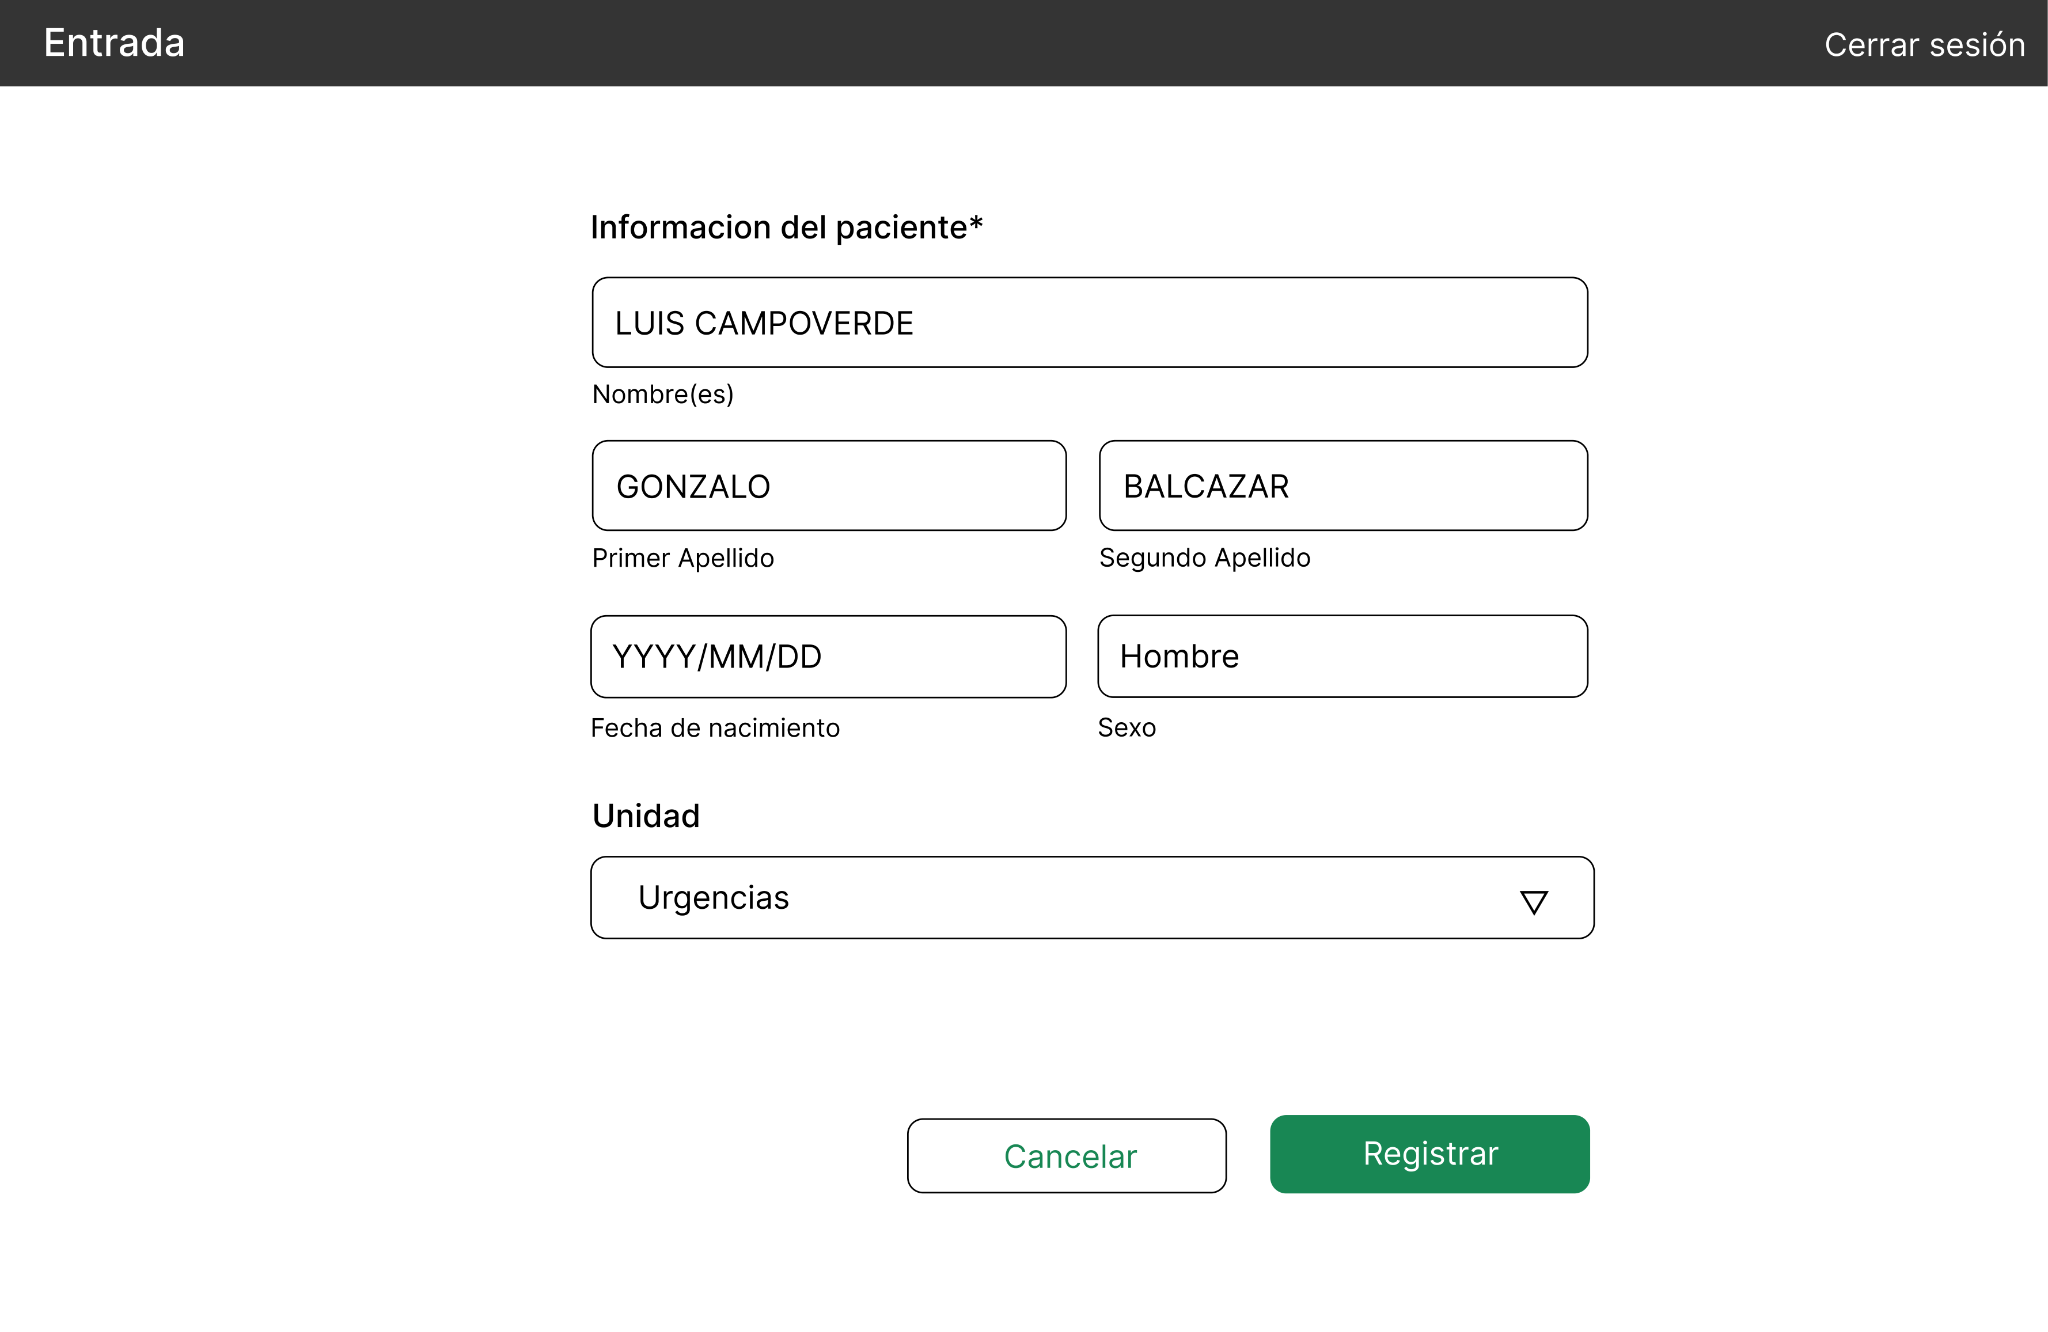 Entrada
Cerrar sesión
Informacion del paciente*
LUIS CAMPOVERDE
Nombre(es)
GONZALO
BALCAZAR
Primer Apellido
Segundo Apellido
YYYY/MM/DD
Hombre
Fecha de nacimiento
Sexo
Unidad
Urgencias
Cancelar
Registrar